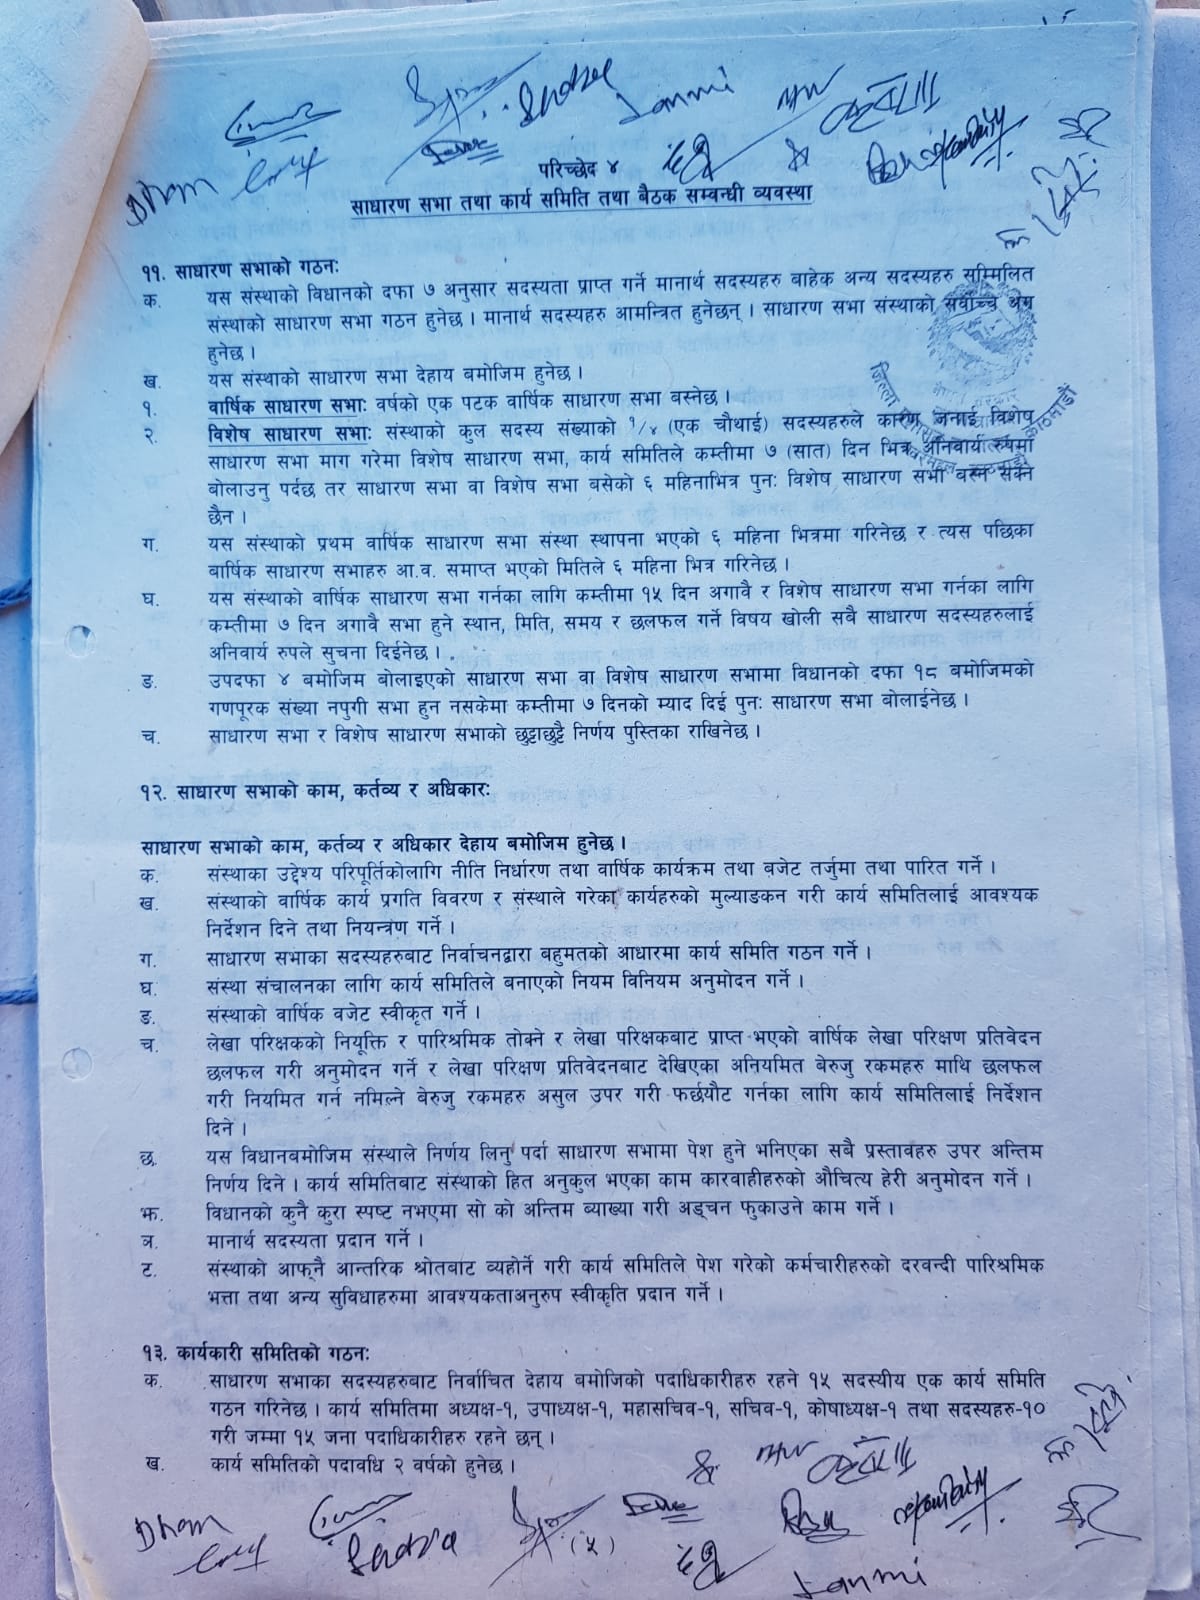 Dham
Janmi
परिच्छेद ४
साधारण सभा तथा कार्य समिति तथा बैठक सम्बन्धी व्यवस्था
११. साधारण सभाको गठनः
क. यस संस्थाको विधानको दफा ७ अनुसार सदस्यता प्राप्त गर्ने मानार्थ सदस्यहरु बाहेक अन्य सदस्यहरु सम्मिलित
संस्थाको साधारण सभा गठन हुनेछ । मानार्थ सदस्यहरु आमन्त्रित हुनेछन् । साधारण सभा संस्थाको सर्वोच्च अंग
हुनेछ ।
ख. यस संस्थाको साधारण सभा देहाय बमोजिम हुनेछ ।
१. वार्षिक साधारण सभाः वर्षको एक पटक वार्षिक साधारण सभा बस्नेछ ।
२. विशेष साधारण सभाः संस्थाको कुल सदस्य संख्याको १/४ (एक चौथाई) सदस्यहरुले कारण जनाई विशेष
साधारण सभा माग गरेमा विशेष साधारण सभा, कार्य समितिले कम्तीमा ७ (सात) दिन भित्र अनिवार्य रुपमा
बोलाउनु पर्दछ तर साधारण सभा वा विशेष सभा बसेको ६ महिनाभित्र पुनः विशेष साधारण सभा बस्न सक्ने
छैन ।
ग. यस संस्थाको प्रथम वार्षिक साधारण सभा संस्था स्थापना भएको ६ महिना भित्रमा गरिनेछ र त्यस पछिका
बार्षिक साधारण सभाहरु आ.व. समाप्त भएको मितिले ६ महिना भित्र गरिनेछ ।
घ. यस संस्थाको वार्षिक साधारण सभा गर्नका लागि कम्तीमा १५ दिन अगावै र विशेष साधारण सभा गर्नका लागि
कम्तीमा ७ दिन अगावै सभा हुने स्थान, मिति, समय र छलफल गर्ने विषय खोली सबै साधारण सदस्यहरुलाई
अनिवार्य रुपले सुचना दिईनेछ ।
ङ. उपदफा ४ बमोजिम बोलाइएको साधारण सभा वा विशेष साधारण सभामा विधानको दफा १८ बमोजिमको
गणपूरक संख्या नपुगी सभा हुन नसकेमा कम्तीमा ७ दिनको म्याद दिई पुनः साधारण सभा बोलाईनेछ ।
च. साधारण सभा र विशेष साधारण सभाको छुट्टाछुट्टै निर्णय पुस्तिका राखिनेछ ।
१२. साधारण सभाको काम, कर्तव्य र अधिकारः
साधारण सभाको काम, कर्तव्य र अधिकार देहाय बमोजिम हुनेछ ।
क. संस्थाका उद्देश्य परिपूर्तिकोलागि नीति निर्धारण तथा वार्षिक कार्यक्रम तथा बजेट तर्जुमा तथा पारित गर्ने ।
ख. संस्थाको वार्षिक कार्य प्रगति विवरण र संस्थाले गरेका कार्यहरुको मुल्याङकन गरी कार्य समितिलाई आवश्यक
निर्देशन दिने तथा नियन्त्रण गर्ने ।
ग. साधारण सभाका सदस्यहरुबाट निर्वाचनद्वारा बहुमतको आधारमा कार्य समिति गठन गर्ने ।
घ. संस्था संचालनका लागि कार्य समितिले बनाएको नियम विनियम अनुमोदन गर्ने ।
ङ. संस्थाको वार्षिक बजेट स्वीकृत गर्ने ।
च. लेखा परिक्षकको नियूक्ति र पारिश्रमिक तोक्ने र लेखा परिक्षकबाट प्राप्त भएको वार्षिक लेखा परिक्षण प्रतिवेदन
छलफल गरी अनुमोदन गर्ने र लेखा परिक्षण प्रतिवेदनबाट देखिएका अनियमित बेरुजु रकमहरु माथि छलफल
गरी नियमित गर्न नमिल्ने बेरुजु रकमहरु असुल उपर गरी फर्छयौट गर्नका लागि कार्य समितिलाई निर्देशन
दिने ।
छ. यस विधानबमोजिम संस्थाले निर्णय लिनु पर्दा साधारण सभामा पेश हुने भनिएका सबै प्रस्तावहरु उपर अन्तिम
निर्णय दिने । कार्य समितिबाट संस्थाको हित अनुकुल भएका काम कारवाहीहरुको औचित्य हेरी अनुमोदन गर्ने ।
झ. विधानको कुनै कुरा स्पष्ट नभएमा सो को अन्तिम ब्याख्या गरी अड्चन फुकाउने काम गर्ने ।
ञ. मानार्थ सदस्यता प्रदान गर्ने ।
ट. संस्थाको आफ्नै आन्तरिक श्रोतबाट व्यहोर्ने गरी कार्य समितिले पेश गरेको कर्मचारीहरुको दरवन्दी पारिश्रमिक
भत्ता तथा अन्य सुविधाहरुमा आवश्यकताअनुरुप स्वीकृति प्रदान गर्ने ।
१३. कार्यकारी समितिको गठनः
क. साधारण सभाका सदस्यहरुबाट निर्वाचित देहाय बमोजिको पदाधिकारीहरु रहने १५ सदस्यीय एक कार्य समिति
गठन गरिनेछ । कार्य समितिमा अध्यक्ष-१, उपाध्यक्ष-१, महासचिव-१, सचिव-१, कोषाध्यक्ष-१ तथा सदस्यहरु-१०
गरी जम्मा १५ जना पदाधिकारीहरु रहने छन् ।
ख. कार्य समितिको पदावधि २ वर्षको हुनेछ ।
Dham
(५)
Janmi